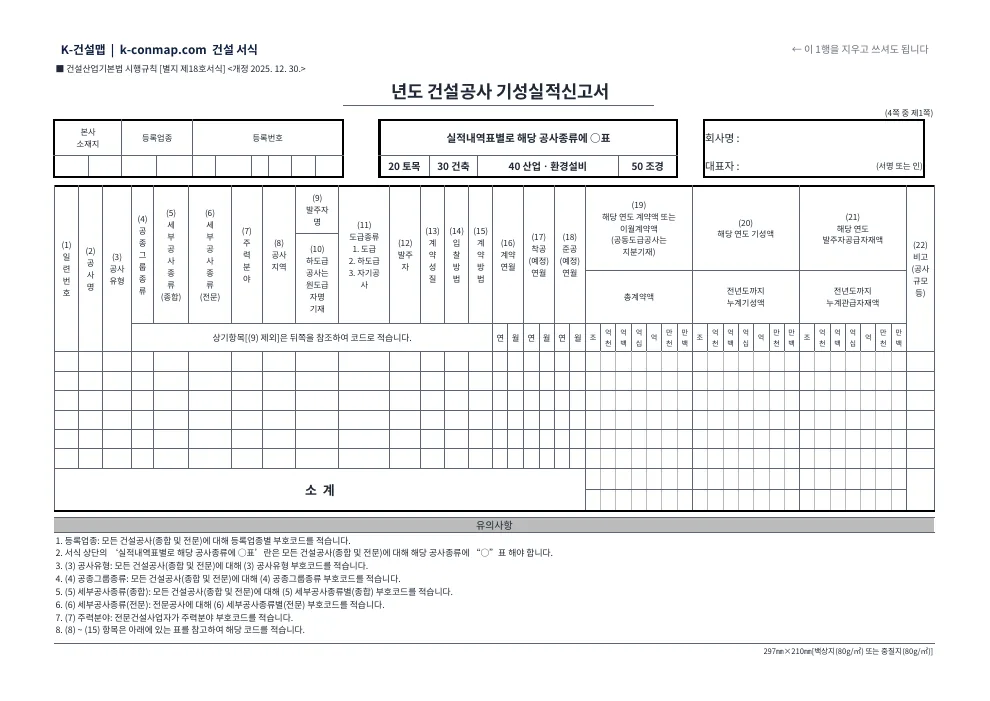 K-건설맵 | k-conmap.com 건설 서식
← 이 1행을 지우고 쓰셔도 됩니다
■ 건설산업기본법 시행규칙 [별지 제18호서식] <개정 2025. 12. 30.>
년도 건설공사 기성실적신고서
(4쪽 중 제1쪽)
본사
소재지
등록업종
등록번호
실적내역표별로 해당 공사종류에 ○표
20 토목
30 건축
40 산업 · 환경설비
50 조경
회사명 :
대표자 :
(서명 또는 인)
(1)
일
련
번
호
(2)
공
사
명
(3)
공사
유형
(4)
공
종
그
룹
종
류
(5)
세
부
공
사
종
류
(종합)
(6)
세
부
공
사
종
류
(전문)
(7)
주
력
분
야
(8)
공사
지역
(9)
발주자
명
(10)
하도급
공사는
원도급
자명
기재
(11)
도급종류
1. 도급
2. 하도급
3. 자기공
사
(12)
발주
자
(13)
계
약
성
질
(14)
입
찰
방
법
(15)
계
약
방
법
(16)
계약
연월
(17)
착공
(예정)
연월
(18)
준공
(예정)
연월
(19)
해당 연도 계약액 또는
이월계약액
(공동도급공사는
지분기재)
총계약액
(20)
해당 연도 기성액
전년도까지
누계기성액
(21)
해당 연도
발주자공급자재액
전년도까지
누계관급자재액
(22)
비고
(공사
규모
등)
상기항목[(9) 제외]은 뒤쪽을 참조하여 코드로 적습니다.
연 월 연 월 연 월
조 억천 억백 억십 억 만천 만백
조 억천 억백 억십 억 만천 만백
조 억천 억백 억십 억 만천 만백
소 계
유의사항
1. 등록업종: 모든 건설공사(종합 및 전문)에 대해 등록업종별 부호코드를 적습니다.
2. 서식 상단의 ‘실적내역표별로 해당 공사종류에 ○표’란은 모든 건설공사(종합 및 전문)에 대해 해당 공사종류에 “○”표 해야 합니다.
3. (3) 공사유형: 모든 건설공사(종합 및 전문)에 대해 (3) 공사유형 부호코드를 적습니다.
4. (4) 공종그룹종류: 모든 건설공사(종합 및 전문)에 대해 (4) 공종그룹종류 부호코드를 적습니다.
5. (5) 세부공사종류(종합): 모든 건설공사(종합 및 전문)에 대해 (5) 세부공사종류별(종합) 부호코드를 적습니다.
6. (6) 세부공사종류(전문): 전문공사에 대해 (6) 세부공사종류별(전문) 부호코드를 적습니다.
7. (7) 주력분야: 전문건설사업자가 주력분야 부호코드를 적습니다.
8. (8) ~ (15) 항목은 아래에 있는 표를 참고하여 해당 코드를 적습니다.
297㎜×210㎜[백상지(80g/㎡) 또는 중질지(80g/㎡)]